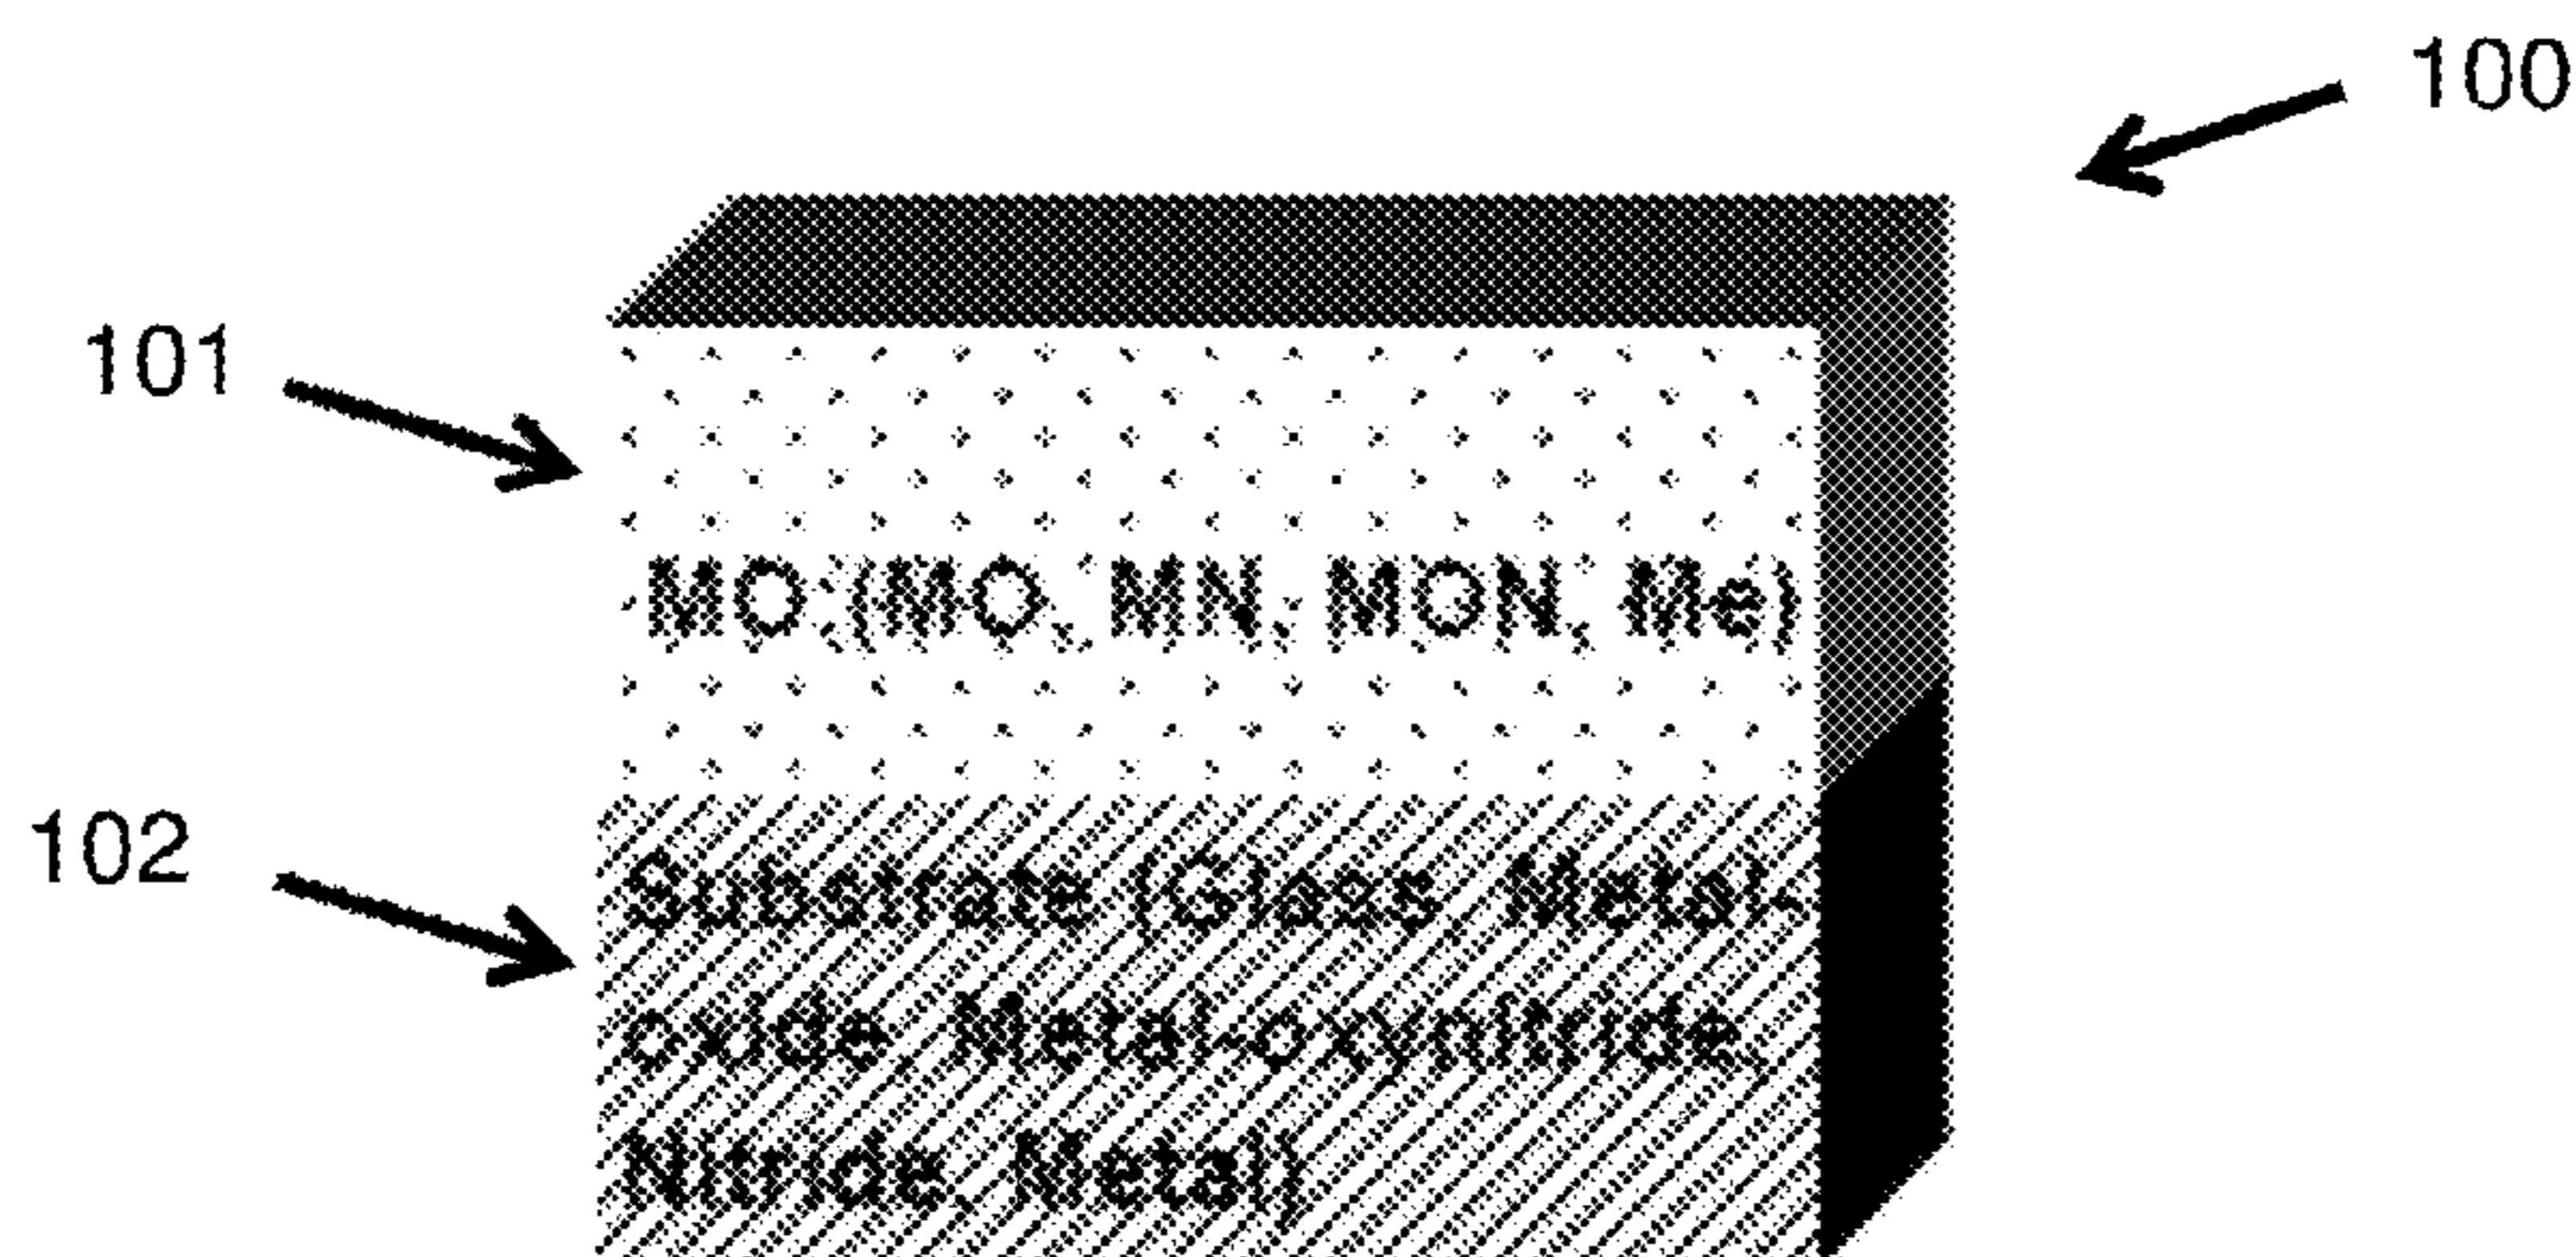 100
101
MO (MO, MN, MON, Me)
102
Substrate (Glass, Metal-
oxide, Metal-oxynitride,
Nitride, Metal)